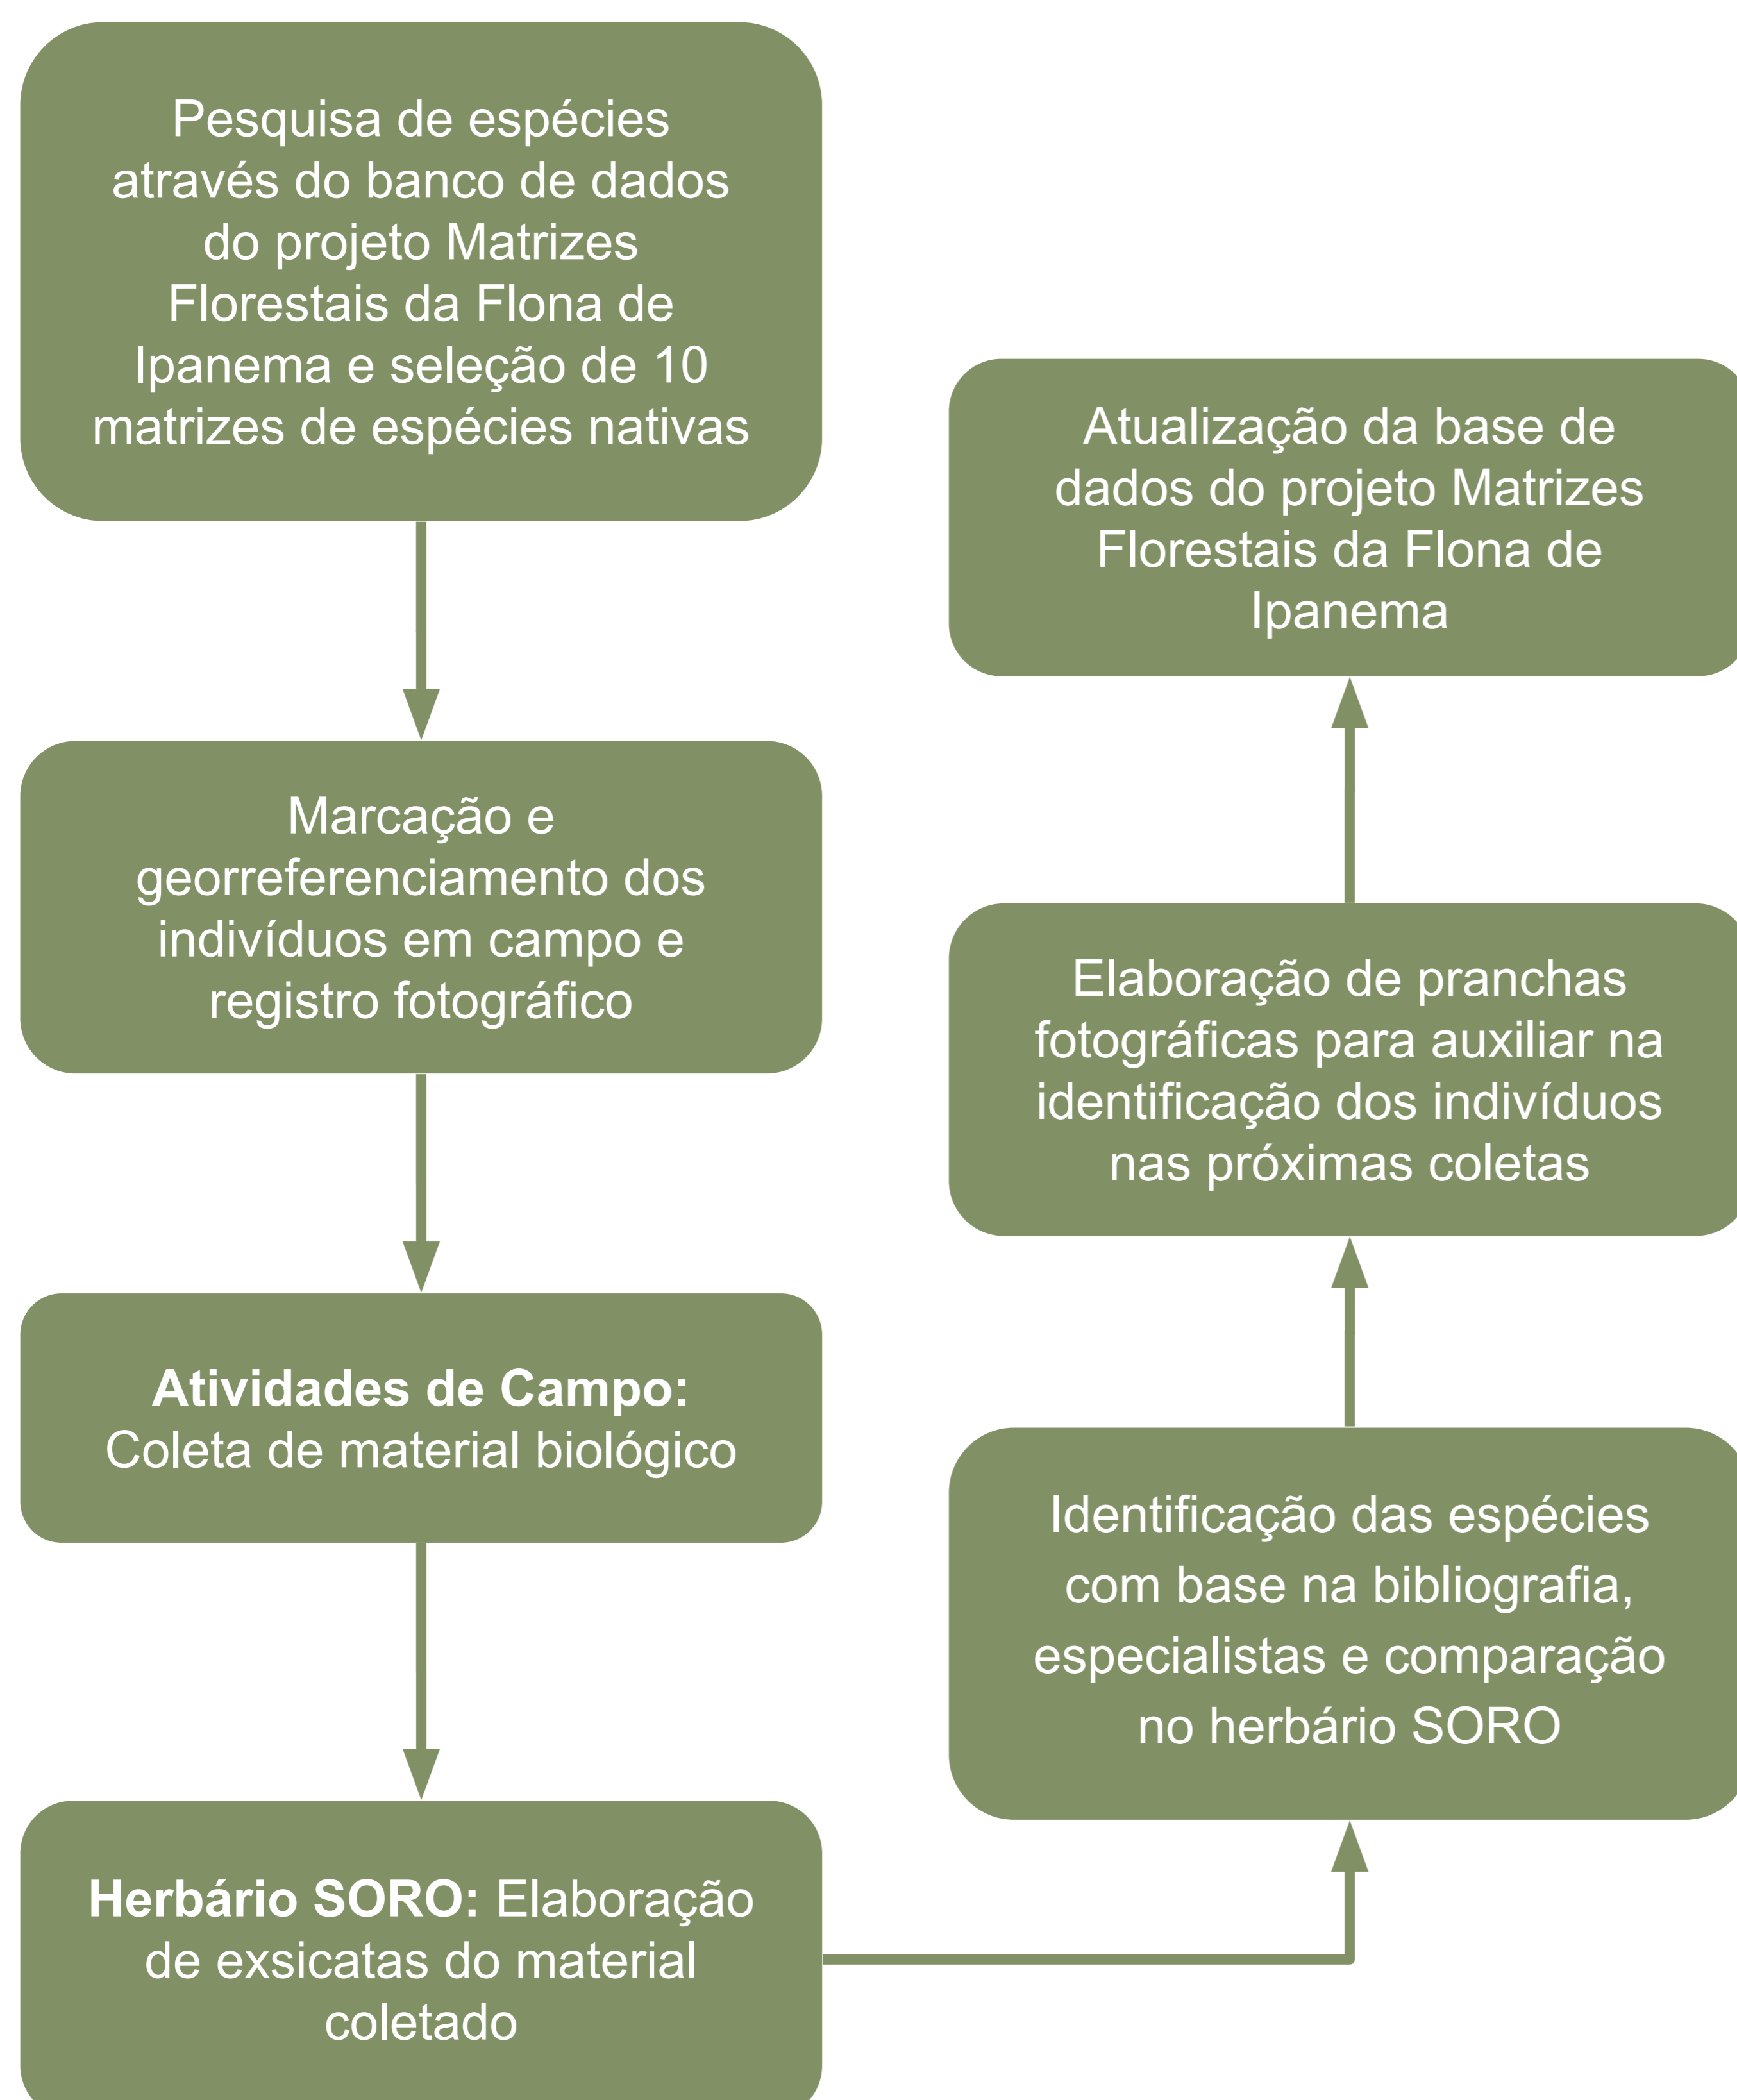 Pesquisa de espécies
através do banco de dados
do projeto Matrizes
Florestais da Flona de
Ipanema e seleção de 10
matrizes de espécies nativas
Marcação e
georreferenciamento dos
indivíduos em campo e
registro fotográfico
Atividades de Campo:
Coleta de material biológico
Herbário SORO: Elaboração
de exsicatas do material
coletado
Identificação das espécies
com base na bibliografia,
especialistas e comparação
no herbário SORO
Elaboração de pranchas
fotográficas para auxiliar na
identificação dos indivíduos
nas próximas coletas
Atualização da base de
dados do projeto Matrizes
Florestais da Flona de
Ipanema